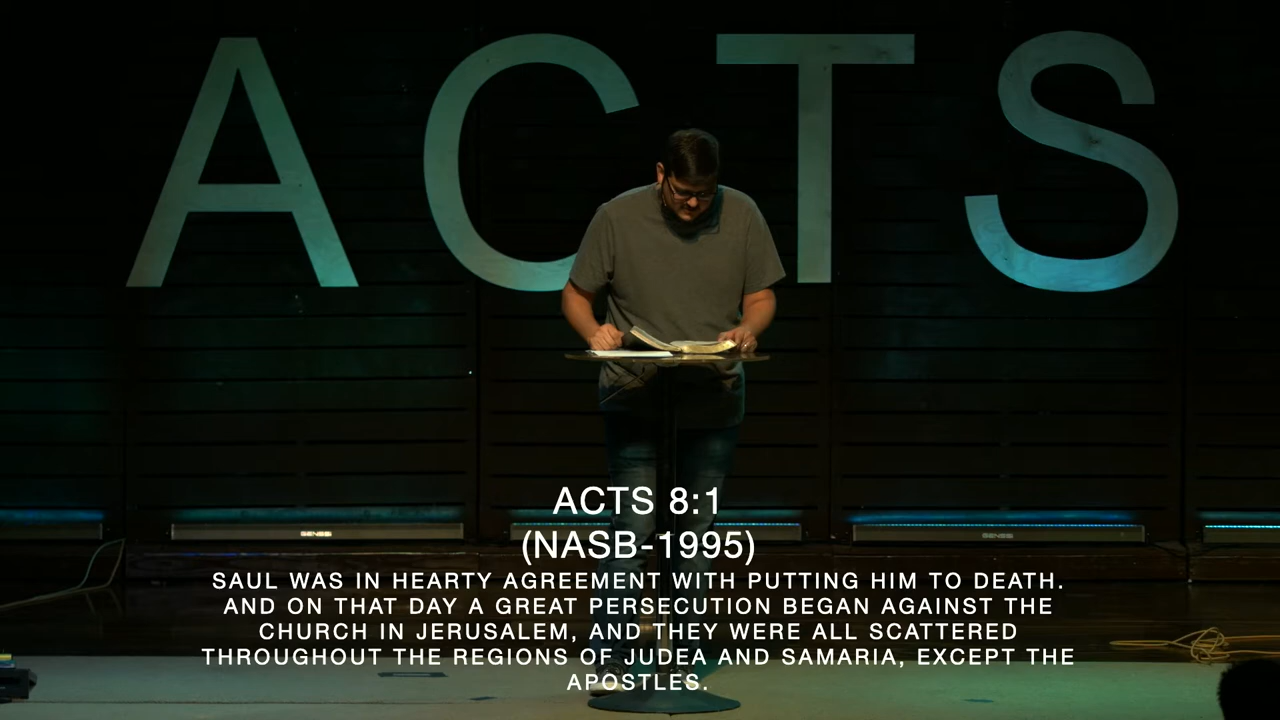 ACTS
ACTS 8:1
(NASB-1995)
SAUL WAS IN HEARTY AGREEMENT WITH PUTTING HIM TO DEATH.
AND ON THAT DAY A GREAT PERSECUTION BEGAN AGAINST THE
CHURCH IN JERUSALEM, AND THEY WERE ALL SCATTERED
THROUGHOUT THE REGIONS OF JUDEA AND SAMARIA, EXCEPT THE
APOSTLES.